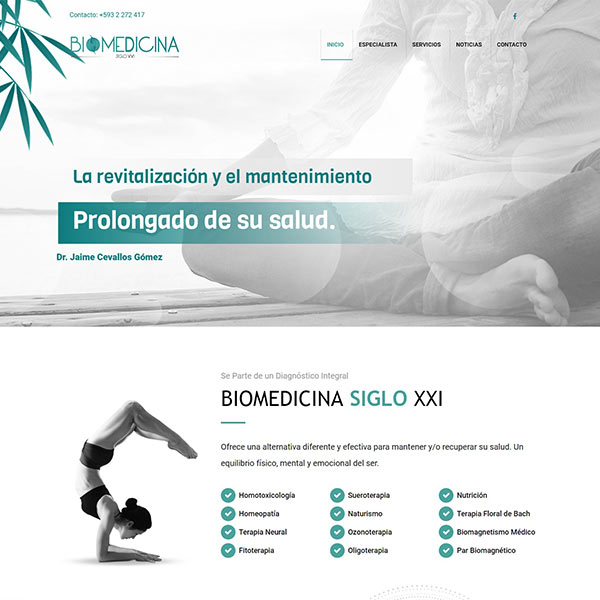 Contacto: +593 2 272 417
BIOMEDICINA
SIGLO XXI
INICIO
ESPECIALISTA
SERVICIOS
NOTICIAS
CONTACTO
La revitalización y el mantenimiento
Prolongado de su salud.
Dr. Jaime Cevallos Gómez
Se Parte de un Diagnóstico Integral
BIOMEDICINA SIGLO XXI
Ofrece una alternativa diferente y efectiva para mantener y/o recuperar su salud. Un
equilibrio físico, mental y emocional del ser.
Homotoxicología
Homeopatía
Terapia Neural
Fitoterapia
Sueroterapia
Naturismo
Ozonoterapia
Oligoterapia
Nutrición
Terapia Floral de Bach
Biomagnetismo Médico
Par Biomagnético